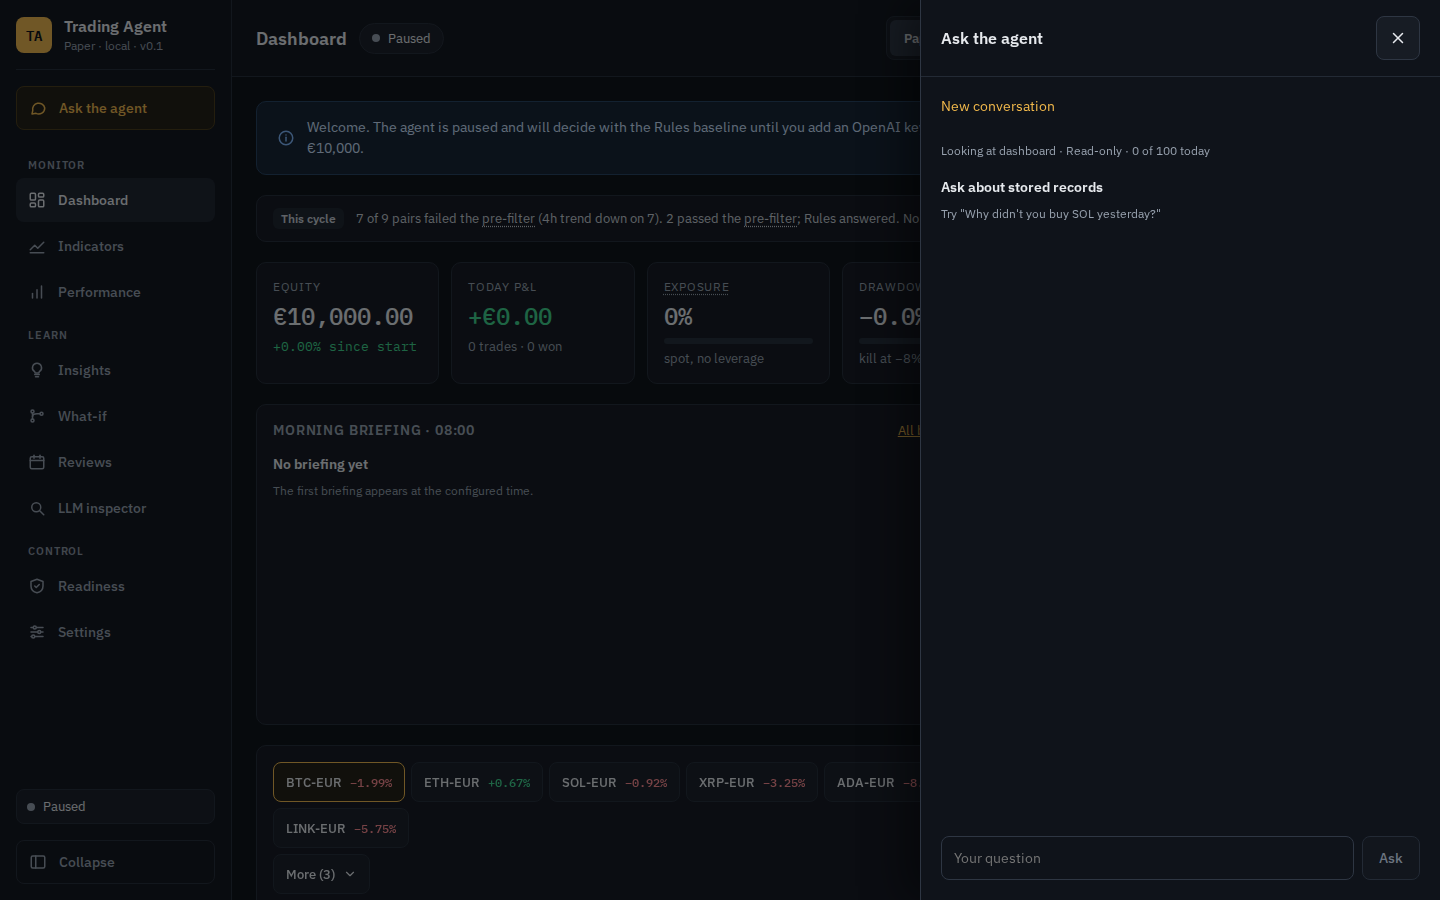 TA
Trading Agent
Paper · local · v0.1
Ask the agent
MONITOR
Dashboard
Indicators
Performance
LEARN
Insights
What-if
Reviews
LLM inspector
CONTROL
Readiness
Settings
Paused
Collapse
Dashboard
Paused
Welcome. The agent is paused and will decide with the Rules baseline until you add an OpenAI
€10,000.
This cycle
7 of 9 pairs failed the pre-filter (4h trend down on 7). 2 passed the pre-filter; Rules answered. No
EQUITY
€10,000.00
+0.00% since start
TODAY P&L
+€0.00
0 trades · 0 won
EXPOSURE
0%
spot, no leverage
−0.0%
kill at −8%
MORNING BRIEFING · 08:00
All
No briefing yet
The first briefing appears at the configured time.
BTC-EUR −1.99%
ETH-EUR +0.67%
SOL-EUR −0.92%
XRP-EUR −3.25%
ADA-EUR −8
LINK-EUR −5.75%
More (3)
Ask the agent
New conversation
Looking at dashboard · Read-only · 0 of 100 today
Ask about stored records
Try "Why didn't you buy SOL yesterday?"
Your question
Ask